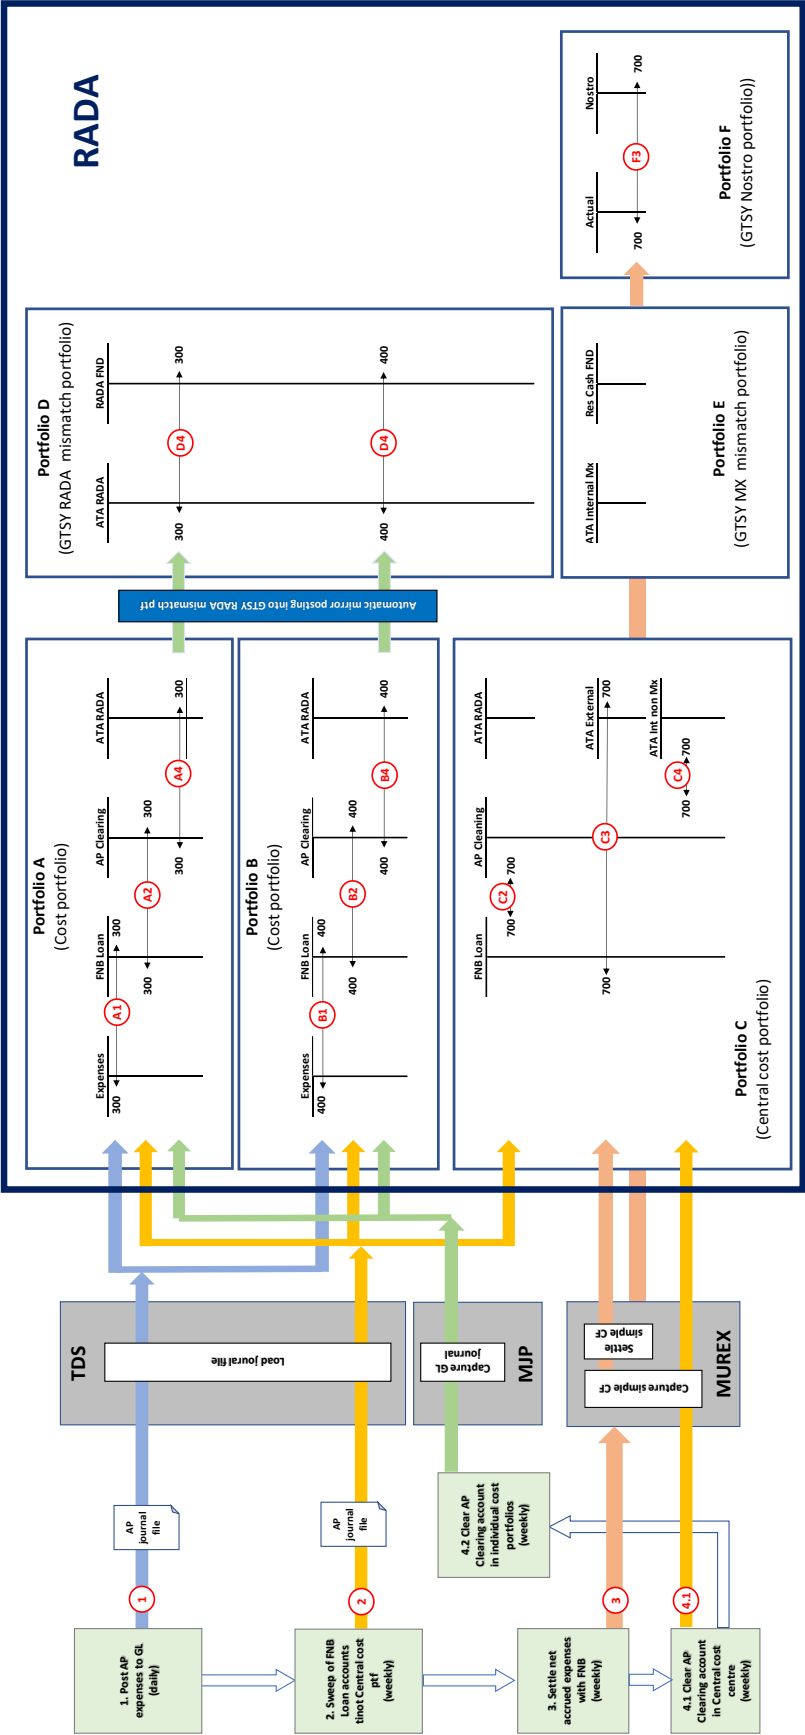 RADA
1. Post AP
expenses to GL
(daily)
1
AP
journal
file
2. Sweep of FNB
Loan accounts
tinot Central cost
ptf
(weekly)
2
AP
journal
file
3. Settle net
accrued expenses
with FNB
(weekly)
3
4.1 Clear AP
Clearing account
in Central cost
centre
(weekly)
4.1
4.2 Clear AP
Clearing account
in individual cost
portfolios
(weekly)
TDS
Load joural file
MJP
Capture GL
journal
MUREX
Capture simple CF
Settle
simple CF
Portfolio A
(Cost portfolio)
Expenses
FNB Loan
AP Clearing
ATA RADA
300
A1
300
300
A2
300
300
A4
300
Portfolio B
(Cost portfolio)
Expenses
FNB Loan
AP Clearing
ATA RADA
400
B1
400
400
B2
400
400
B4
400
Portfolio C
(Central cost portfolio)
FNB Loan
AP Cleaning
ATA RADA
700
C2
700
700
C3
ATA External
700
ATA Int non Mx
700
C4
700
Automatic mirror posting into GTSY RADA mismatch ptf
Portfolio D
(GTSY RADA mismatch portfolio)
ATA RADA
RADA FND
300
D4
300
400
D4
400
Portfolio E
(GTSY MX mismatch portfolio)
ATA Internal Mx
Res Cash FND
Portfolio F
(GTSY Nostro portfolio))
Actual
Nostro
700
F3
700